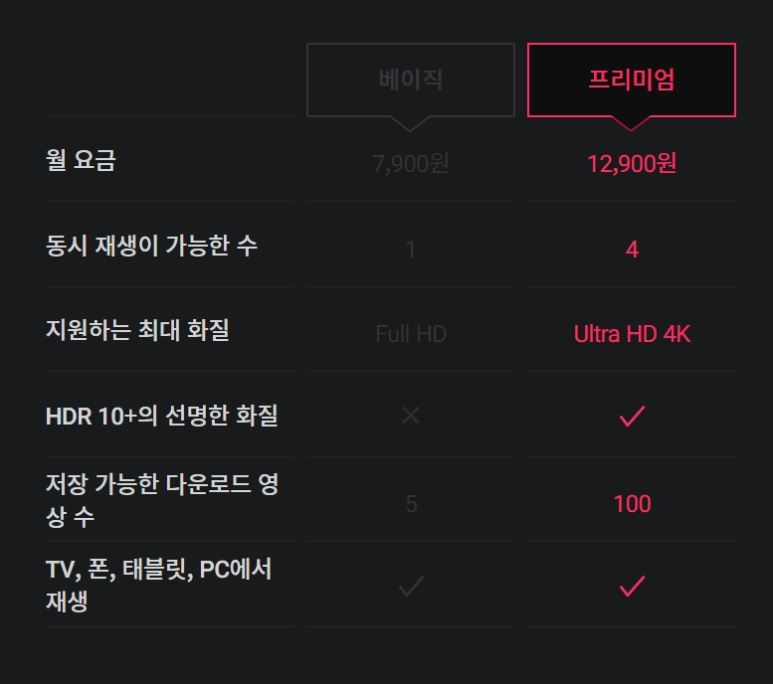 베이직 프리미엄
월 요금 7,900원 12,900원
동시 재생이 가능한 수 1 4
지원하는 최대 화질 Full HD Ultra HD 4K
HDR 10+의 선명한 화질
저장 가능한 다운로드 영
상 수 5 100
TV, 폰, 태블릿, PC에서
재생